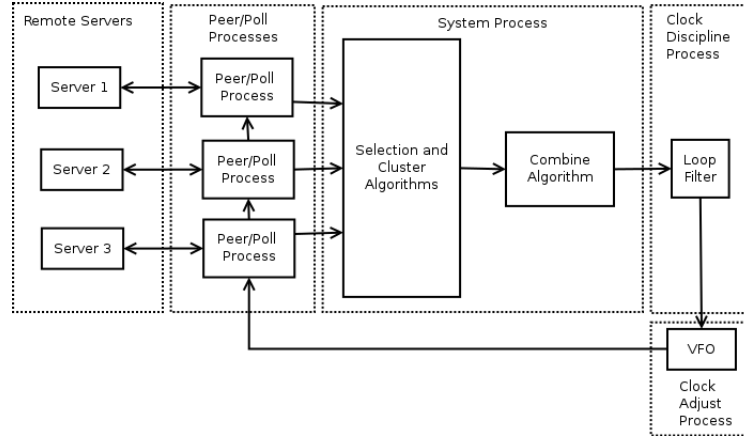 Remote Servers
Peer/Poll
Processes
System Process
Clock
Discipline
Process
Server 1
Peer/Poll
Process
Server 2
Peer/Poll
Process
Selection and
Cluster
Algorithms
Combine
Algorithm
Loop
Filter
Server 3
Peer/Poll
Process
VFO
Clock
Adjust
Process